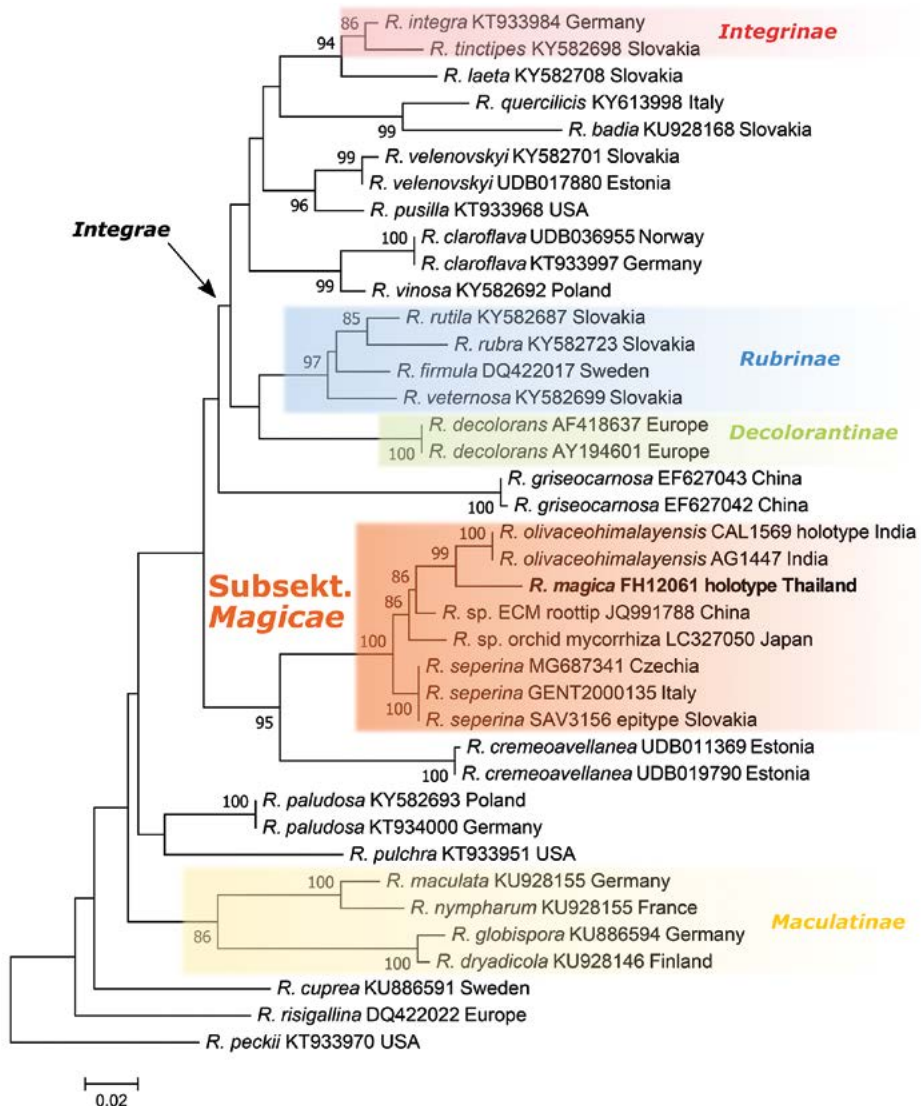 86
R. integra KT933984 Germany
Integrinae
94
R. tinctipes KY582698 Slovakia
R. laeta KY582708 Slovakia
R. quercilicis KY613998 Italy
99
R. badia KU928168 Slovakia
99
R. velenovskyi KY582701 Slovakia
R. velenovskyi UDB017880 Estonia
96
R. pusilla KT933968 USA
Integrae
100
R. claroflava UDB036955 Norway
R. claroflava KT933997 Germany
99
R. vinosa KY582692 Poland
85
R. rutila KY582687 Slovakia
R. rubra KY582723 Slovakia
97
R. firmula DQ422017 Sweden
Rubrinae
R. veternosa KY582699 Slovakia
R. decolorans AF418637 Europe
Decolorantinae
100
R. decolorans AY194601 Europe
R. griseocarnosa EF627043 China
100
R. griseocarnosa EF627042 China
100
R. olivaceohimalayensis CAL1569 holotype India
99
R. olivaceohimalayensis AG1447 India
86
R. magica FH12061 holotype Thailand
Subsekt.
Magicae
86
R. sp. ECM roottip JQ991788 China
100
R. sp. orchid mycorrhiza LC327050 Japan
R. seperina MG687341 Czechia
R. seperina GENT2000135 Italy
100
R. seperina SAV3156 epitype Slovakia
95
R. cremeoavellanea UDB011369 Estonia
100
R. cremeoavellanea UDB019790 Estonia
100
R. paludosa KY582693 Poland
R. paludosa KT934000 Germany
R. pulchra KT933951 USA
100
R. maculata KU928155 Germany
R. nympharum KU928155 France
Maculatinae
86
R. globispora KU886594 Germany
100
R. dryadicola KU928146 Finland
R. cuprea KU886591 Sweden
R. risigallina DQ422022 Europe
R. peckii KT933970 USA
0.02